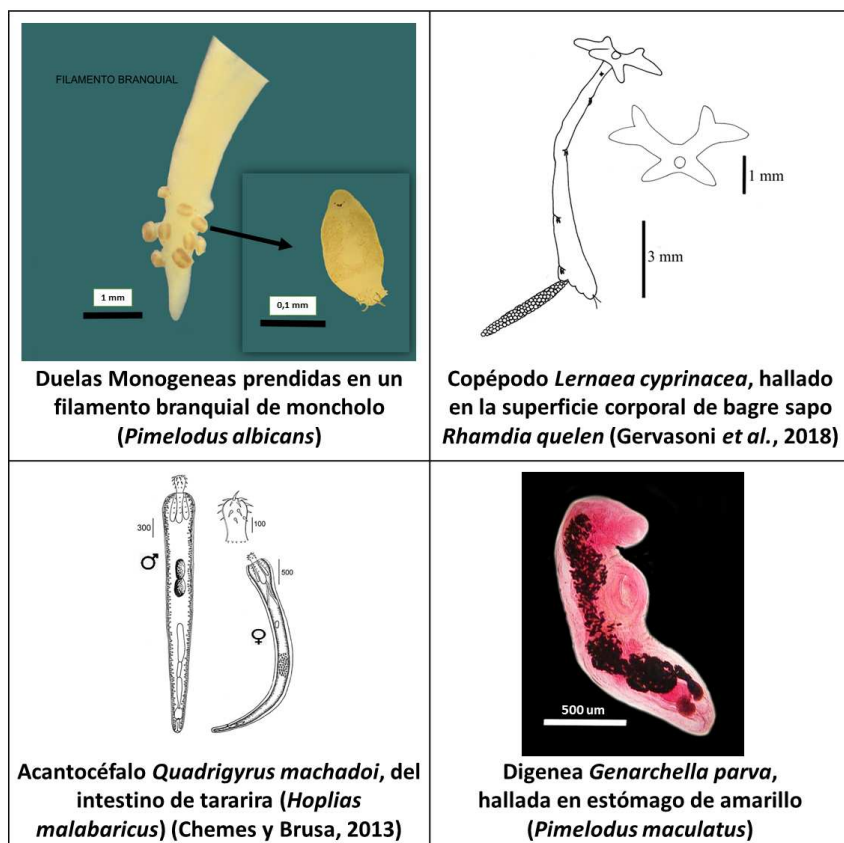 FILAMENTO BRANQUIAL
1 mm
0,1 mm
Duelas Monogeneas prendidas en un
filamento branquial de moncholo
(Pimelodus albicans)
1 mm
3 mm
Copépodo Lernaea cyprinacea, hallado
en la superficie corporal de bagre sapo
Rhamdia quelen (Gervasoni et al., 2018)
300
♂
100
500
♀
Acantocéfalo Quadrigyrus machadoi, del
intestino de tararira (Hoplias
malabaricus) (Chemes y Brusa, 2013)
500 um
Digenea Genarchella parva,
hallada en estómago de amarillo
(Pimelodus maculatus)